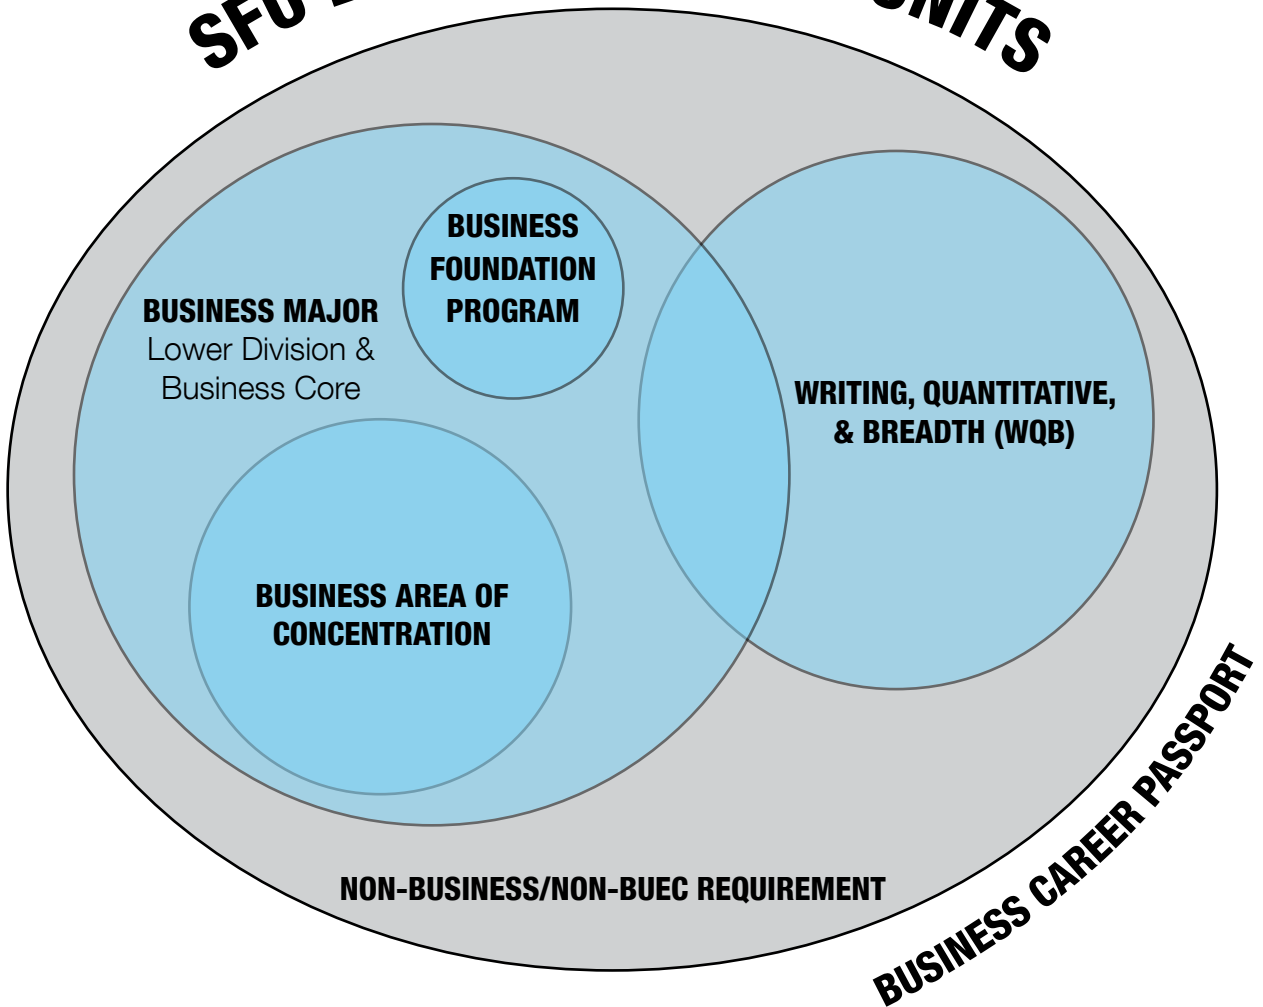 SFU
UNITS
BUSINESS
FOUNDATION
PROGRAM
BUSINESS MAJOR
Lower Division &
Business Core
WRITING, QUANTITATIVE,
& BREADTH (WQB)
BUSINESS AREA OF
CONCENTRATION
NON-BUSINESS/NON-BUEC REQUIREMENT
BUSINESS CAREER PASSPORT